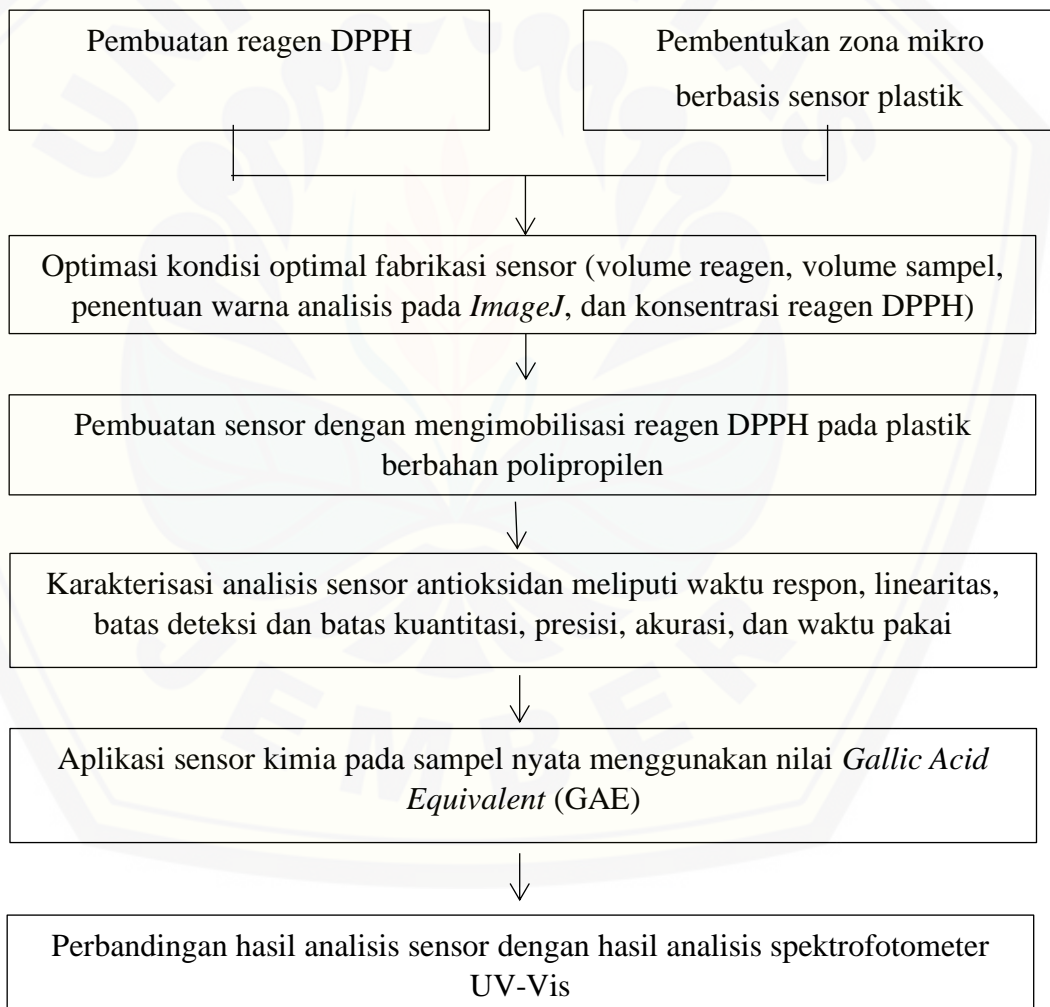 Pembuatan reagen DPPH
Pembentukan zona mikro
berbasis sensor plastik
Optimasi kondisi optimal fabrikasi sensor (volume reagen, volume sampel,
penentuan warna analisis pada ImageJ, dan konsentrasi reagen DPPH)
Pembuatan sensor dengan mengimobilisasi reagen DPPH pada plastik
berbahan polipropilen
Karakterisasi analisis sensor antioksidan meliputi waktu respon, linearitas,
batas deteksi dan batas kuantitasi, presisi, akurasi, dan waktu pakai
Aplikasi sensor kimia pada sampel nyata menggunakan nilai Gallic Acid
Equivalent (GAE)
Perbandingan hasil analisis sensor dengan hasil analisis spektrofotometer
UV-Vis
JEMBER